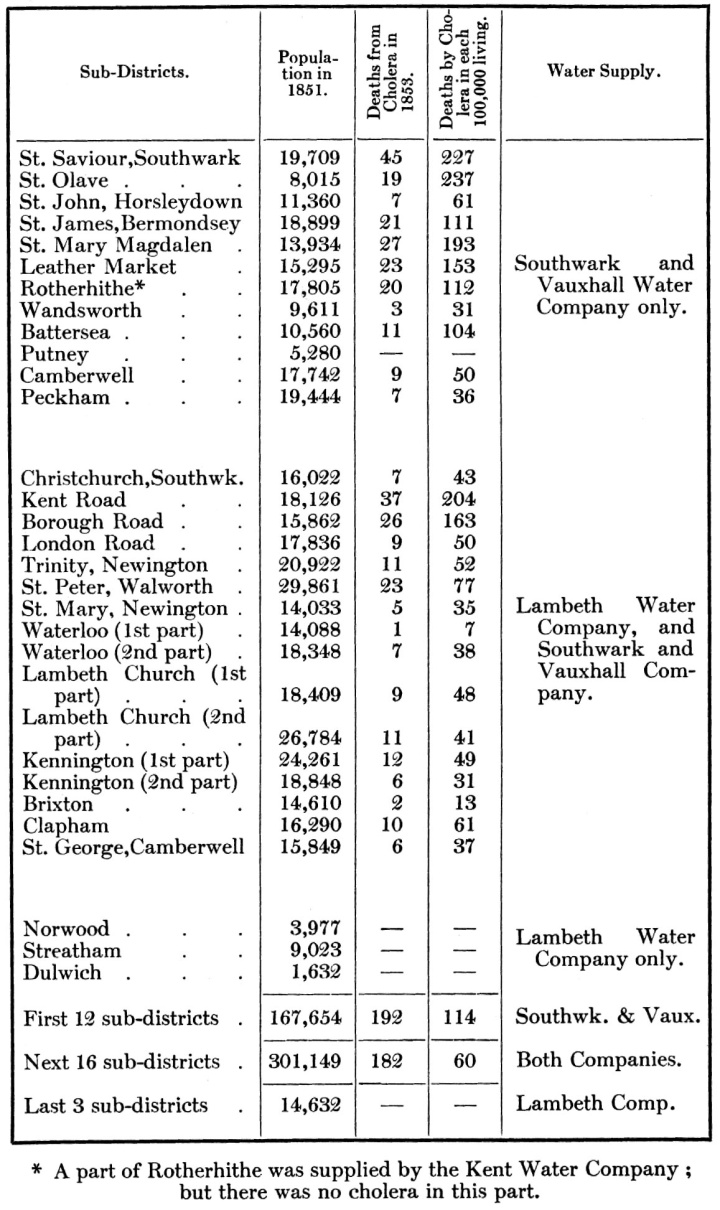 Sub-Districts. Population in 1851. Deaths from Cholera in 1853. Deaths by Cholera in each 100,000 living. Water Supply.
St. Saviour,Southwark 19,709 45 227
St. Olave . . . 8,015 19 237
St. John, Horsleydown 11,360 7 61
St. James,Bermondsey 18,899 21 111
St. Mary Magdalen . 13,934 27 193
Leather Market . 15,295 23 153 Southwark and
Rotherhithe* . . 17,805 20 112 Vauxhall Water
Wandsworth . . 9,611 3 31 Company only.
Battersea . . . 10,560 11 104
Putney . . . 5,280 — —
Camberwell . . 17,742 9 50
Peckham . . . 19,444 7 36
Christchurch,Southwk. 16,022 7 43
Kent Road . . 18,126 37 204
Borough Road . . 15,862 26 163
London Road . . 17,836 9 50
Trinity, Newington . 20,922 11 52
St. Peter, Walworth . 29,861 23 77
St. Mary, Newington . 14,033 5 35 Lambeth Water
Waterloo (1st part) . 14,088 1 7 Company, and
Waterloo (2nd part) . 18,348 7 38 Southwark and
Lambeth Church (1st Vauxhall Com-
part) . . . 18,409 9 48 pany.
Lambeth Church (2nd
part) . . . 26,784 11 41
Kennington (1st part) 24,261 12 49
Kennington (2nd part) 18,848 6 31
Brixton . . . 14,610 2 13
Clapham . . 16,290 10 61
St. George,Camberwell 15,849 6 37
Norwood . . . 3,977 — — Lambeth Water
Streatham . . 9,023 — — Company only.
Dulwich . . . 1,632 — —
First 12 sub-districts . 167,654 192 114 Southwk. & Vaux.
Next 16 sub-districts . 301,149 182 60 Both Companies.
Last 3 sub-districts . 14,632 — — Lambeth Comp.
* A part of Rotherhithe was supplied by the Kent Water Company ;
but there was no cholera in this part.